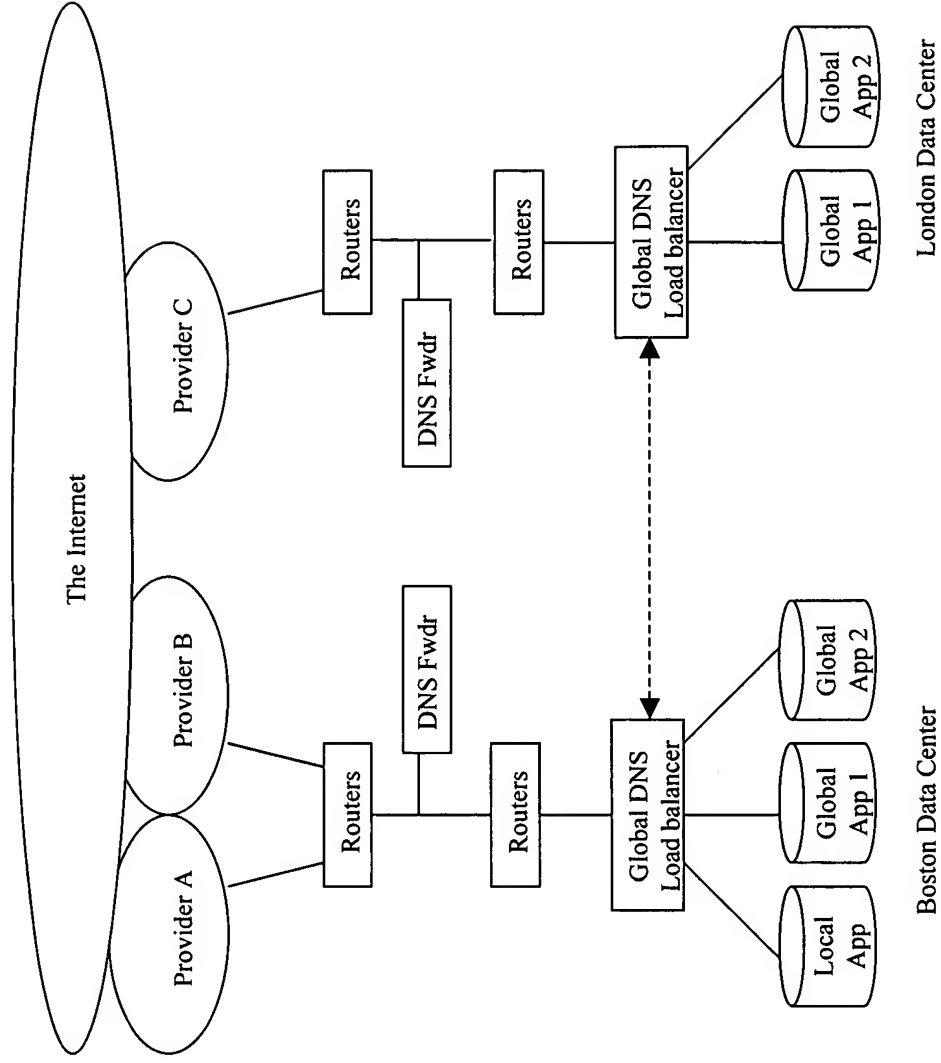 The Internet
Provider A
Provider B
Provider C
Routers
Routers
DNS Fwdr
DNS Fwdr
Routers
Routers
Global DNS
Load balancer
Global DNS
Load balancer
Local
App
Global
App 1
Global
App 2
Global
App 1
Global
App 2
Boston Data Center
London Data Center